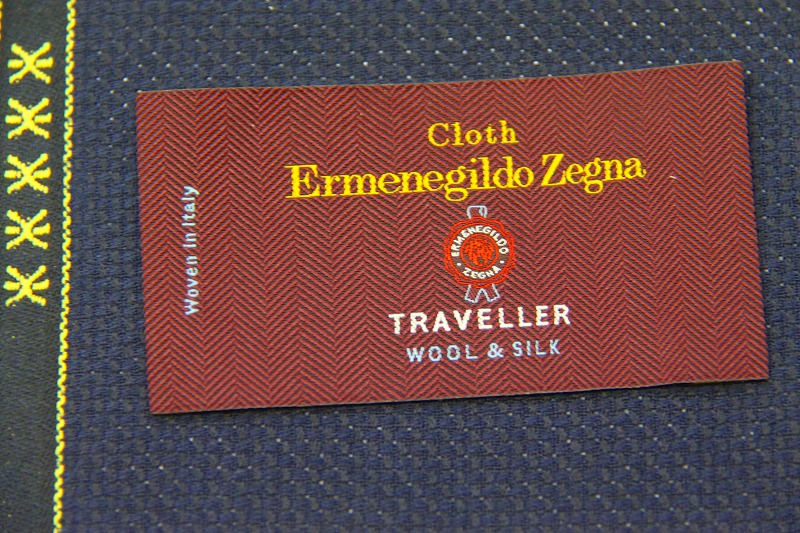 Cloth
Ermenegildo Zegna
ERMENEGILDO
ZEGNA
TRAVELLER
WOOL & SILK
Woven in Italy